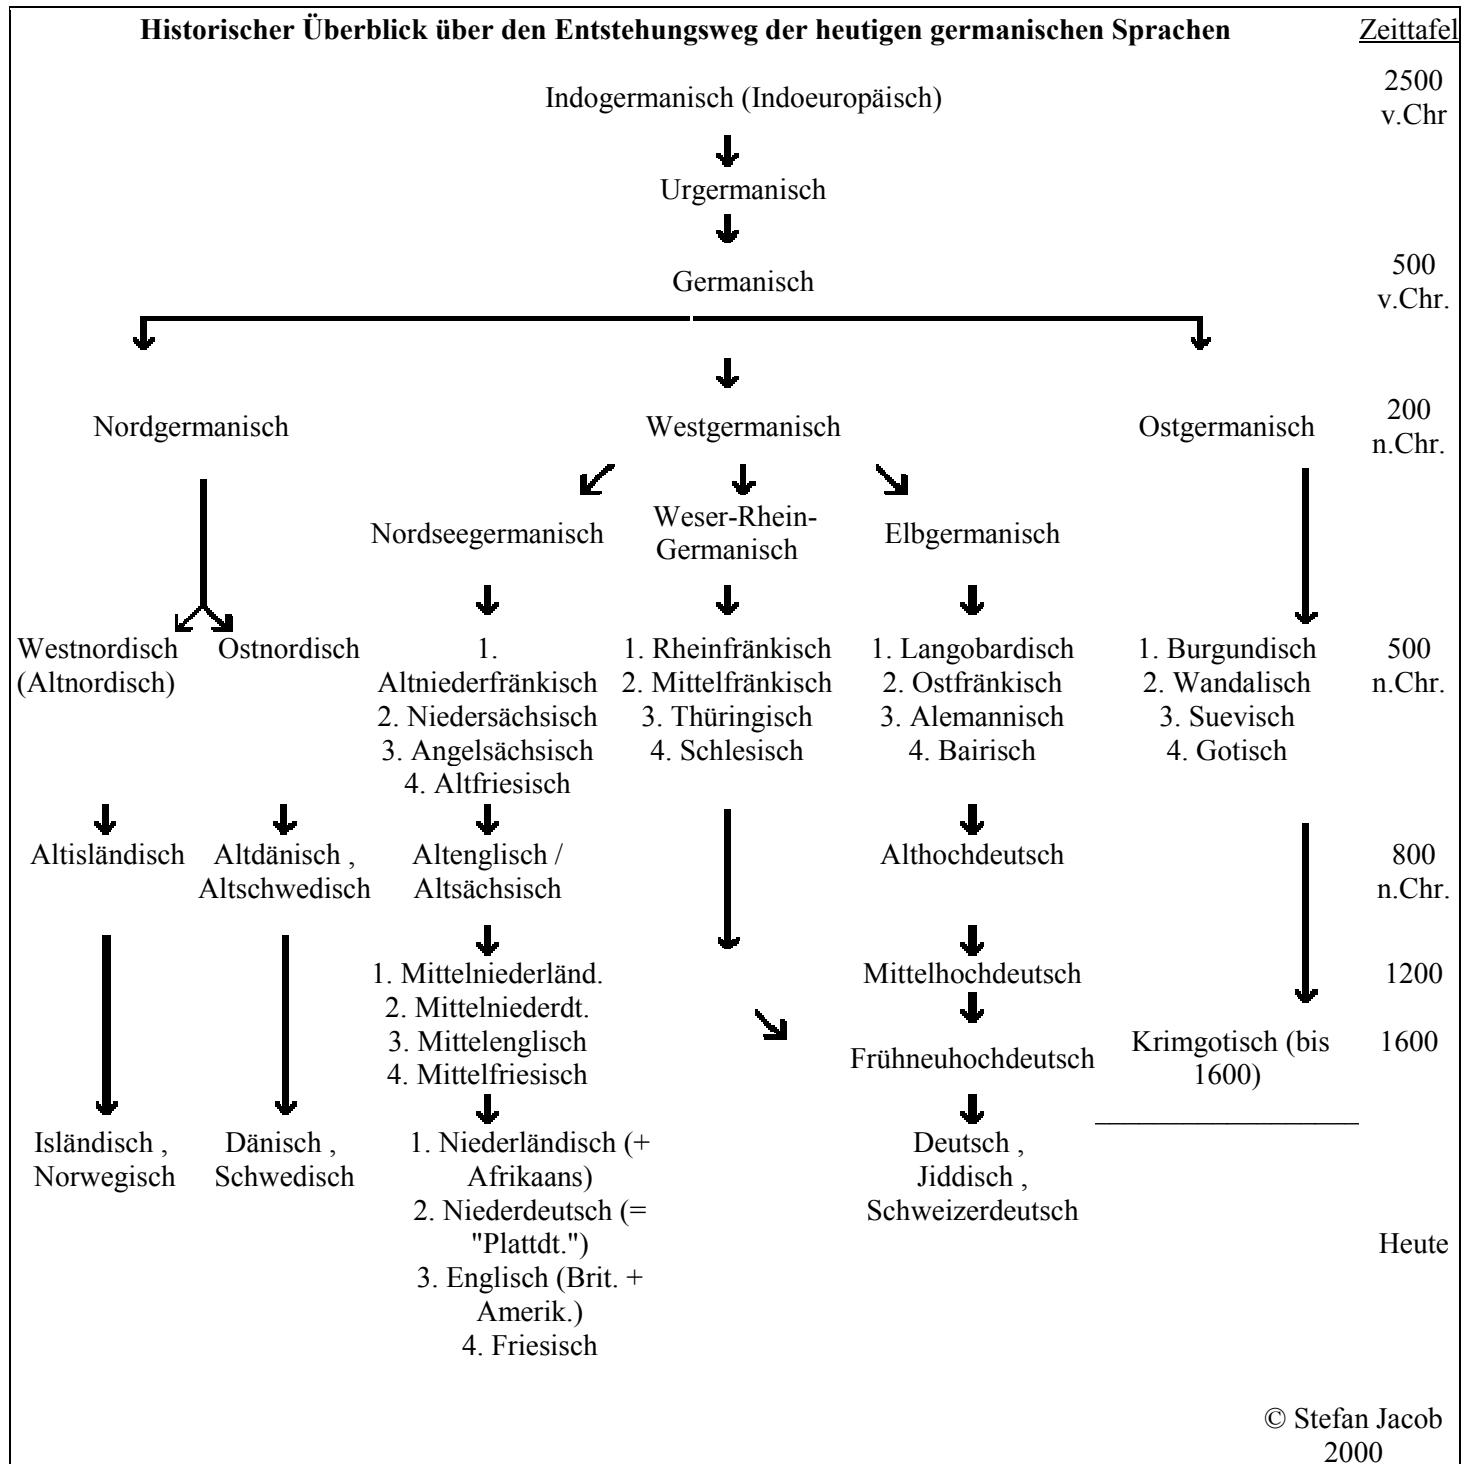 Historischer Überblick über den Entstehungsweg der heutigen germanischen Sprachen
Zeittafel
Indogermanisch (Indoeuropäisch)
2500
v.Chr
Urgermanisch
Germanisch
500
v.Chr.
Nordgermanisch
Westgermanisch
Ostgermanisch
200
n.Chr.
Nordseegermanisch
Weser-Rhein-
Germanisch
Elbgermanisch
Westnordisch
(Altnordisch)
Ostnordisch
1.
Altniederfränkisch
2. Niedersächsisch
3. Angelsächsisch
4. Altfriesisch
1. Rheinfränkisch
2. Mittelfränkisch
3. Thüringisch
4. Schlesisch
1. Langobardisch
2. Ostfränkisch
3. Alemannisch
4. Bairisch
1. Burgundisch
2. Wandalisch
3. Suevisch
4. Gotisch
500
n.Chr.
Altisländisch
Altdänisch ,
Altschwedisch
Altenglisch /
Altsächsisch
Althochdeutsch
800
n.Chr.
1. Mittelniederländ.
2. Mittelniederdt.
3. Mittelenglisch
4. Mittelfriesisch
Mittelhochdeutsch
1200
Frühneuhochdeutsch
Krimgotisch (bis
1600)
1600
Isländisch ,
Norwegisch
Dänisch ,
Schwedisch
1. Niederländisch (+
Afrikaans)
2. Niederdeutsch (=
"Plattdt.")
3. Englisch (Brit. +
Amerik.)
4. Friesisch
Deutsch ,
Jiddisch ,
Schweizerdeutsch
Heute
© Stefan Jacob
2000